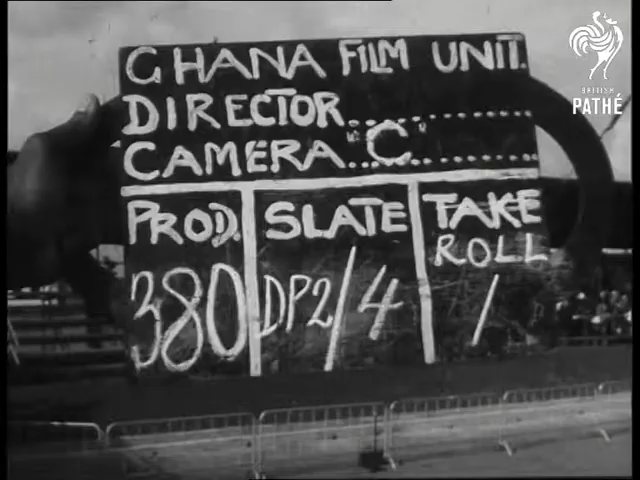 GHANA FILM UNIT.
DIRECTOR..................
CAMERA..."C"..............
PROD. SLATE TAKE
ROLL
380 DP2/4 1
BRITISH
PATHÉ